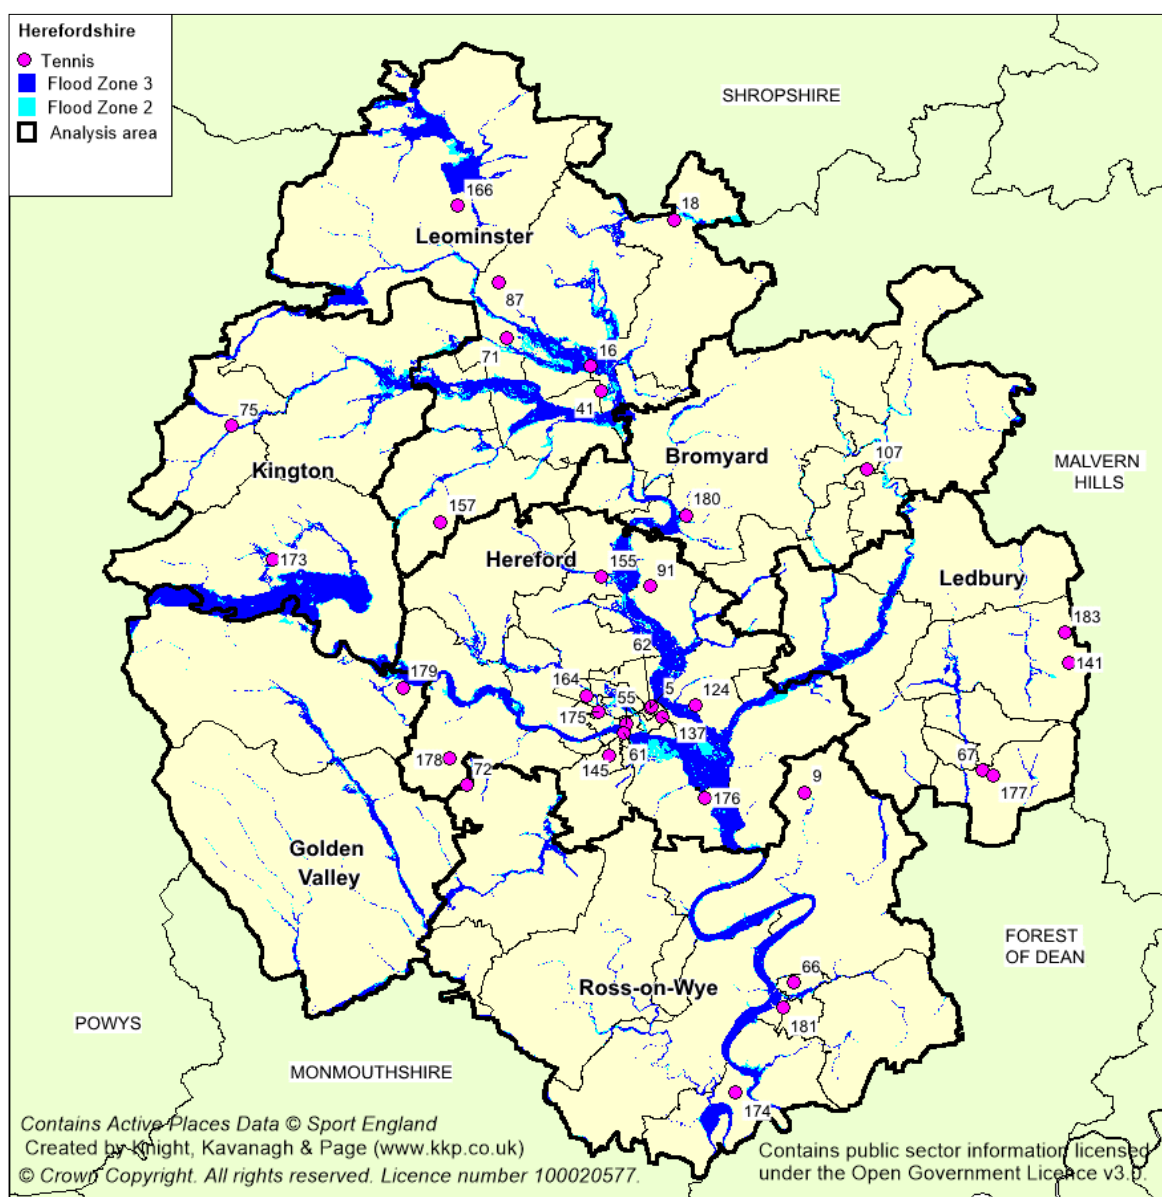 Herefordshire
Tennis
Flood Zone 3
Flood Zone 2
Analysis area
SHROPSHIRE
166
18
Leominster
87
71
16
41
75
Kington
Bromyard
107
MALVERN
HILLS
157
180
Hereford
173
155
91
Ledbury
183
62
141
179
164
55
5
124
175
137
61
145
178
72
67
177
9
176
Golden
Valley
FOREST
OF DEAN
66
Ross-on-Wye
181
POWYS
MONMOUTHSHIRE
174
Contains Active Places Data © Sport England
Created by Knight, Kavanagh & Page (www.kkp.co.uk)
© Crown Copyright. All rights reserved. Licence number 100020577.
Contains public sector information licensed
under the Open Government Licence v3.0.